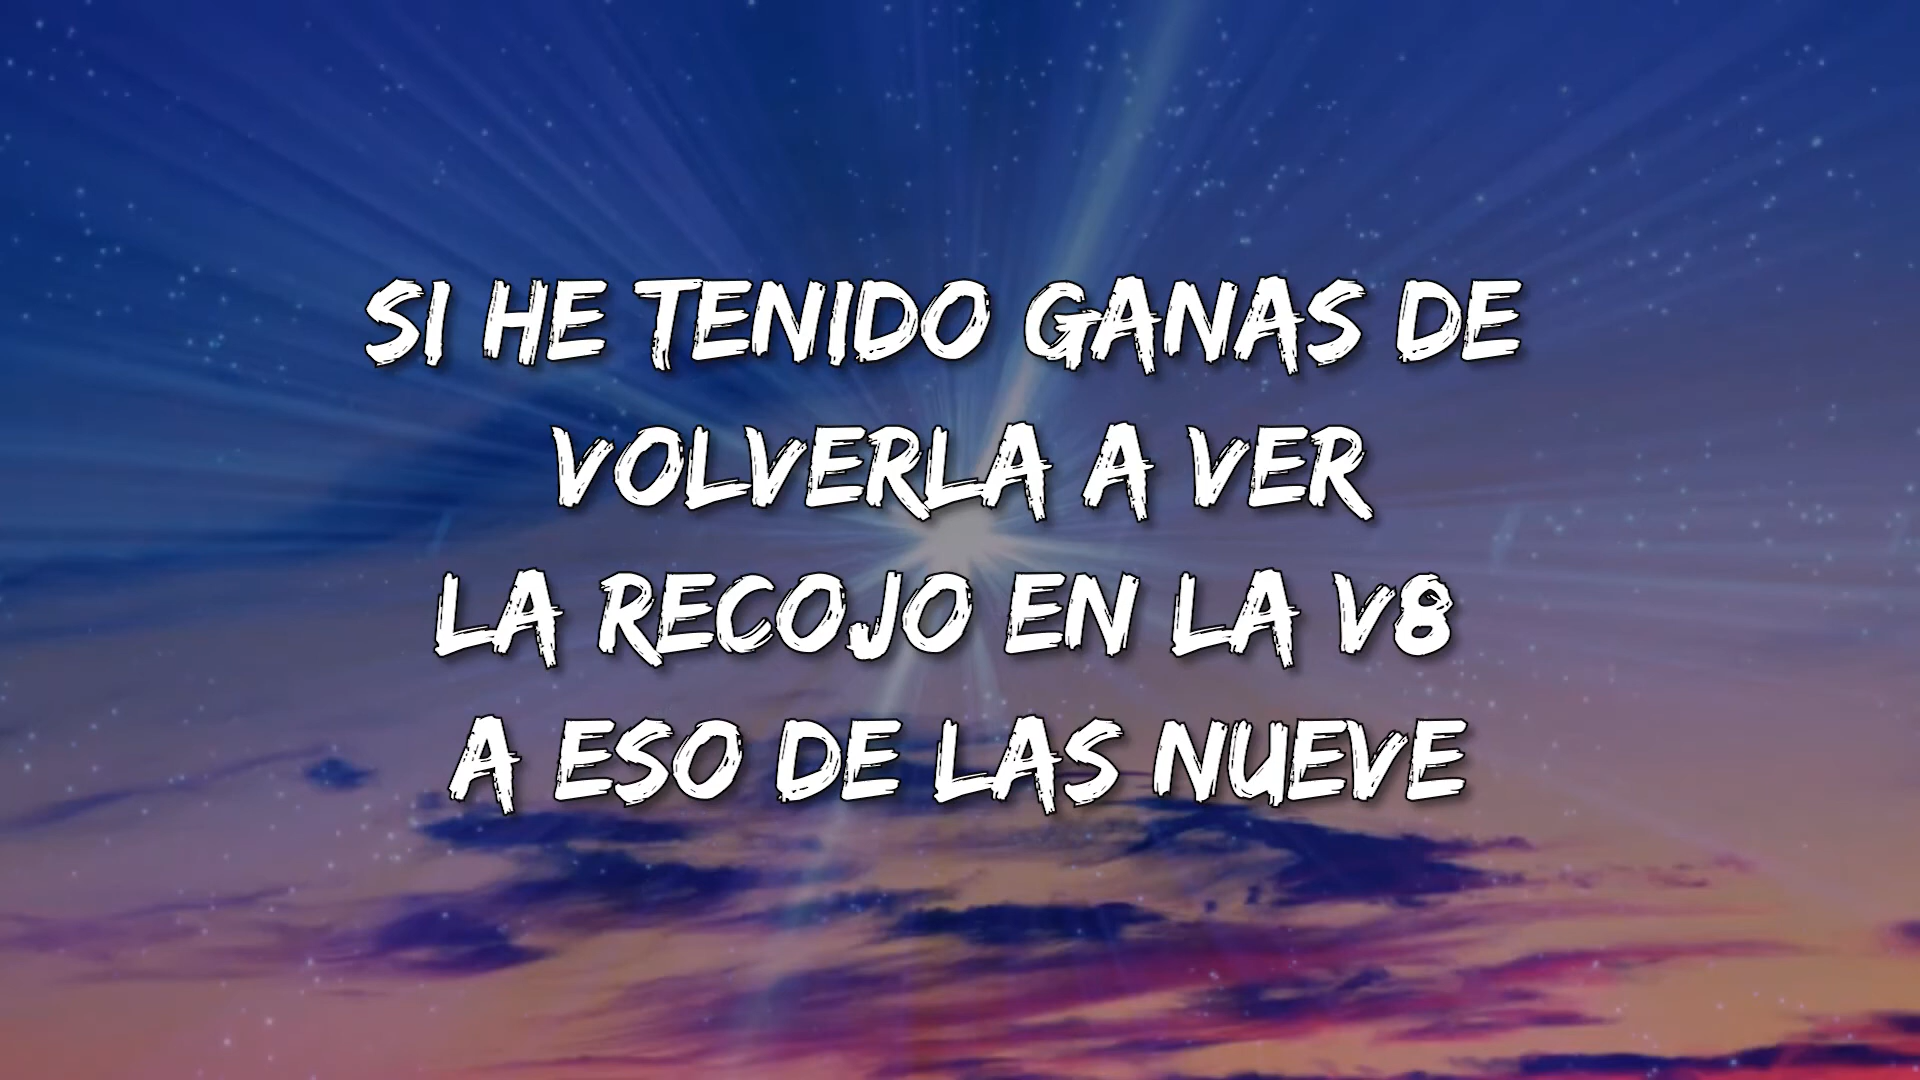 SI HE TENIDO GANAS DE
VOLVERLA A VER
LA RECOJO EN LA V8
A ESO DE LAS NUEVE